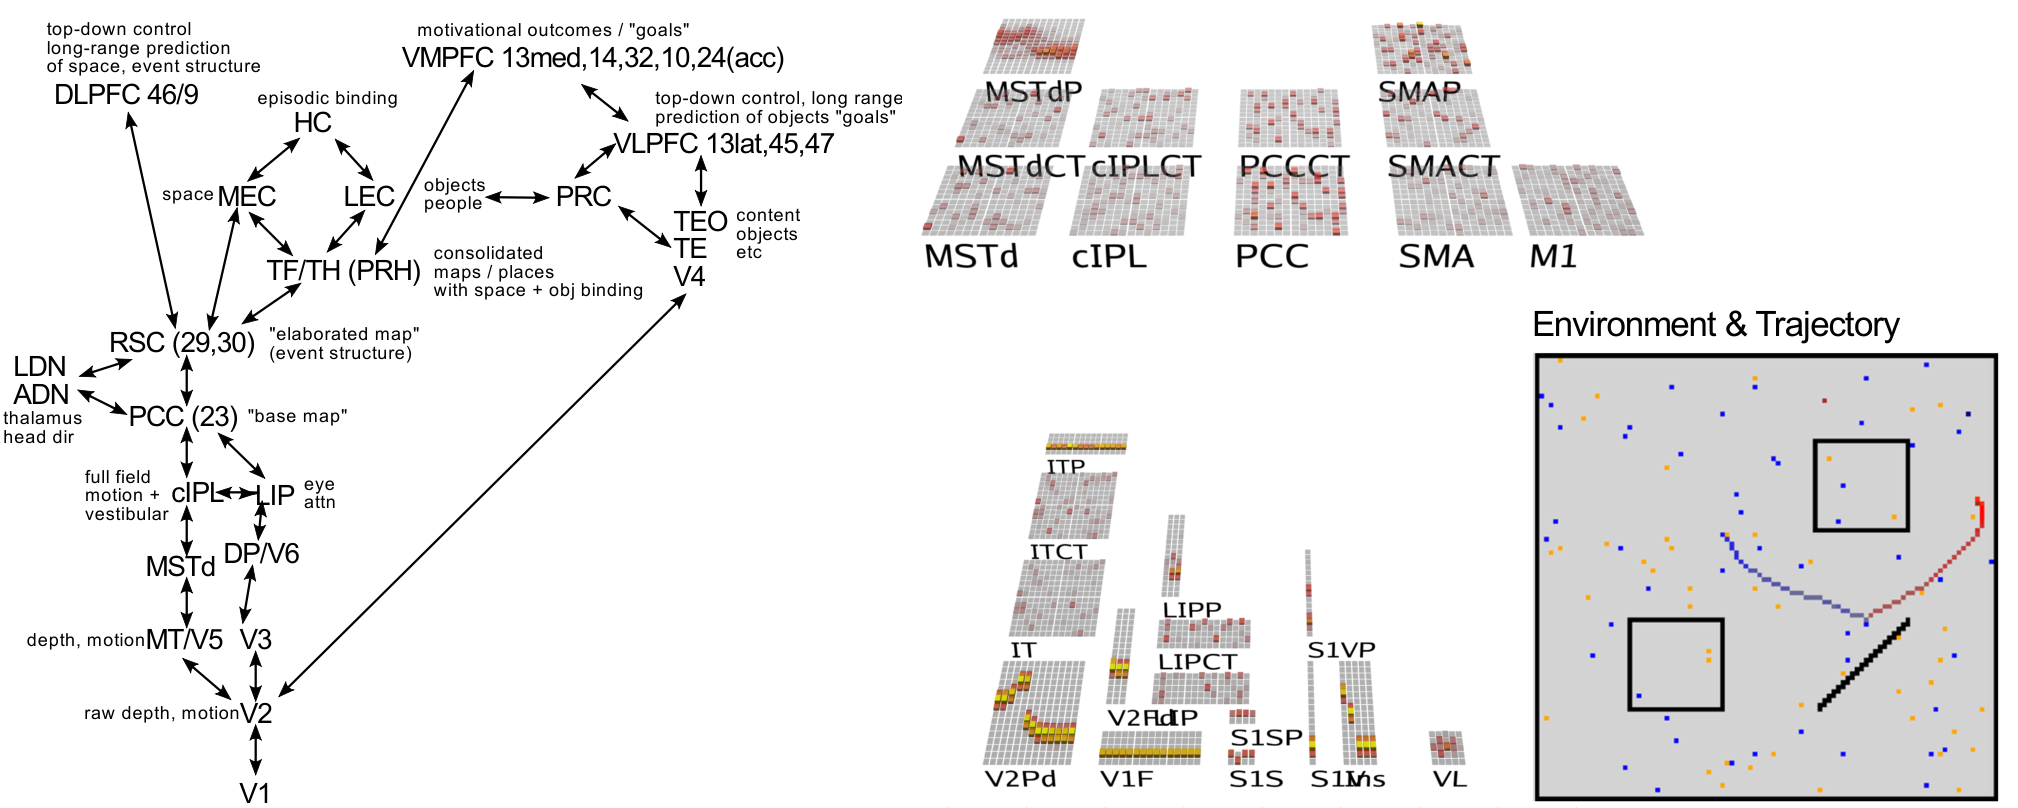 top-down control
long-range prediction
of space, event structure
DLPFC 46/9
motivational outcomes / "goals"
VMPFC 13med,14,32,10,24(acc)
episodic binding
HC
top-down control, long range
prediction of objects "goals"
VLPFC 13lat,45,47
space MEC
LEC
objects
people
PRC
TEO
TE
V4
content
objects
etc
TF/TH (PRH)
consolidated
maps / places
with space + obj binding
RSC (29,30)
"elaborated map"
(event structure)
LDN
ADN
thalamus
head dir
PCC (23)
"base map"
full field
motion +
vestibular
cIPL
LIP
eye
attn
MSTd
DP/V6
depth, motion MT/V5
V3
raw depth, motion V2
V1
MSTdP
SMAP
MSTdCT
cIPLCT
PCCCT
SMACT
MSTd
cIPL
PCC
SMA
M1
ITP
ITCT
IT
LIPP
LIPCT
S1VP
V2Fd
LIP
S1SP
V2Pd
V1F
S1S
S1V
Ins
VL
Environment & Trajectory